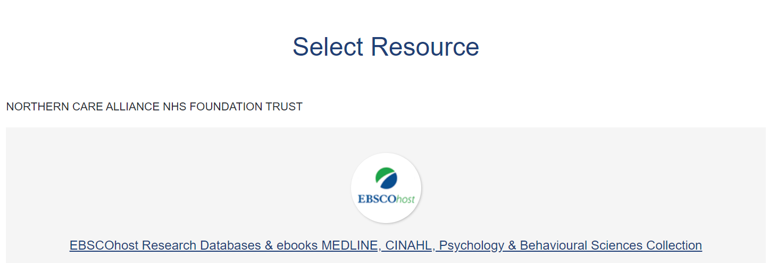 Select Resource
NORTHERN CARE ALLIANCE NHS FOUNDATION TRUST
EBSCOhost
EBSCOhost Research Databases & ebooks MEDLINE, CINAHL, Psychology & Behavioural Sciences Collection